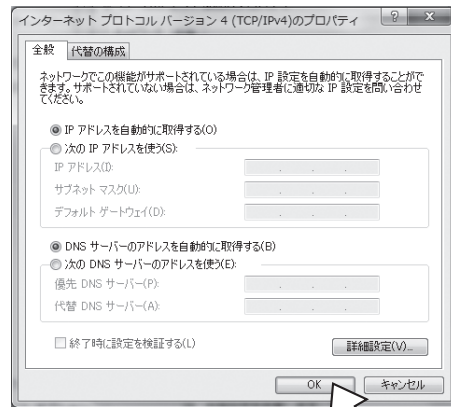 インターネット プロトコル バージョン 4 (TCP/IPv4)のプロパティ
全般
代替の構成
ネットワークでこの機能がサポートされている場合は、IP 設定を自動的に取得することがで
きます。サポートされていない場合は、ネットワーク管理者に適切な IP 設定を問い合わせ
てください。
IP アドレスを自動的に取得する(O)
次の IP アドレスを使う(S):
IP アドレス(I):
サブネット マスク(U):
デフォルト ゲートウェイ(D):
DNS サーバーのアドレスを自動的に取得する(B)
次の DNS サーバーのアドレスを使う(E):
優先 DNS サーバー(P):
代替 DNS サーバー(A):
終了時に設定を検証する(L)
詳細設定(V)...
OK
キャンセル